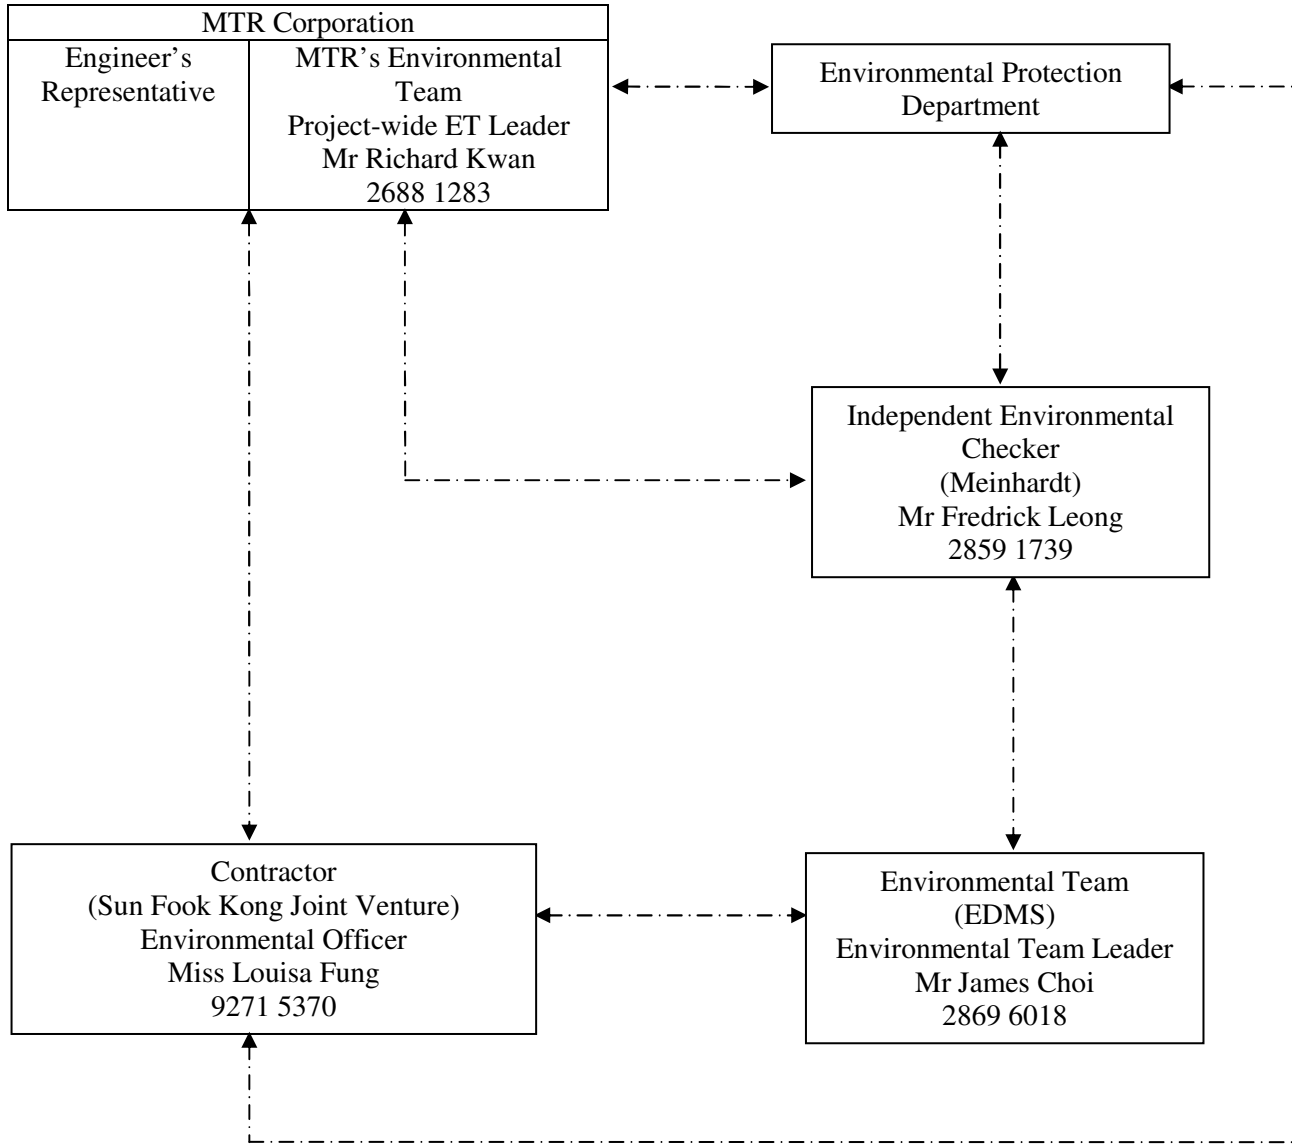 MTR Corporation
Engineer’s
Representative
MTR’s Environmental
Team
Project-wide ET Leader
Mr Richard Kwan
2688 1283
Environmental Protection
Department
Independent Environmental
Checker
(Meinhardt)
Mr Fredrick Leong
2859 1739
Contractor
(Sun Fook Kong Joint Venture)
Environmental Officer
Miss Louisa Fung
9271 5370
Environmental Team
(EDMS)
Environmental Team Leader
Mr James Choi
2869 6018